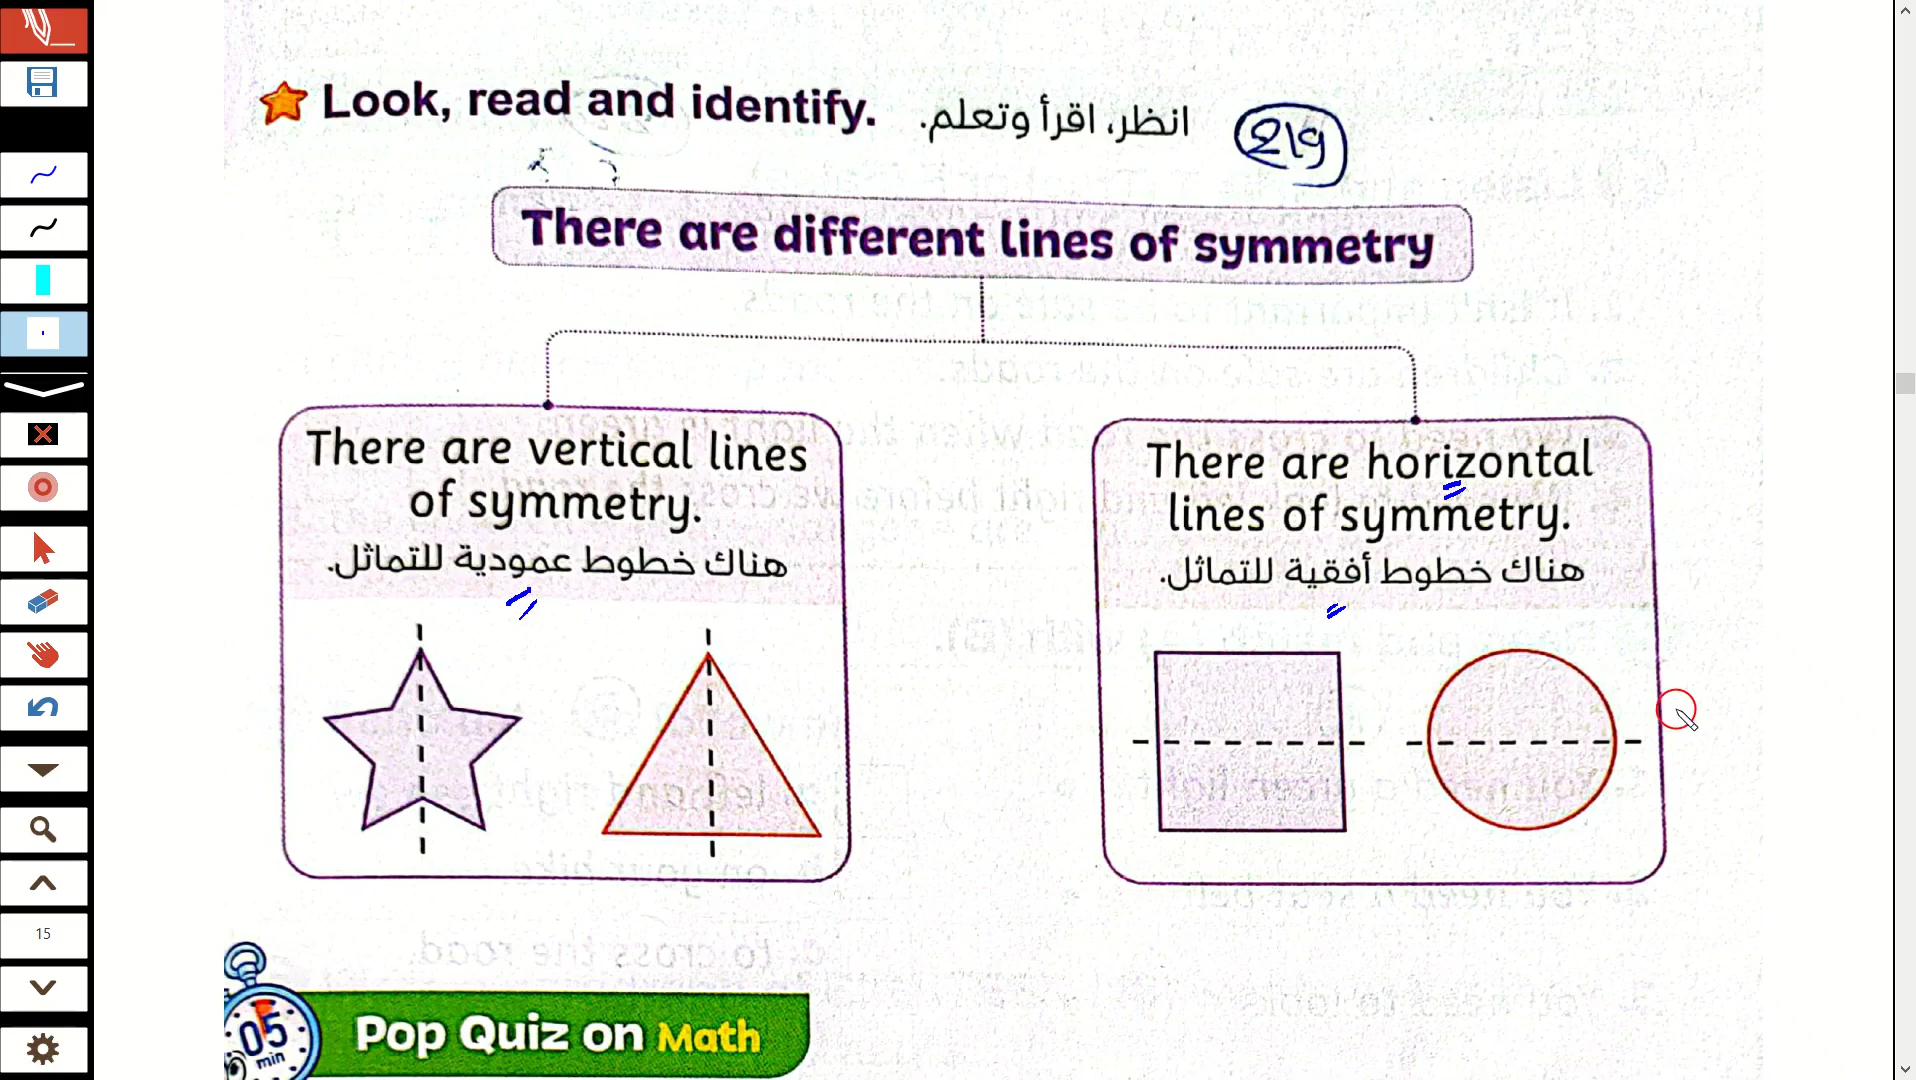 Look, read and identify. انظر، اقرأ وتعلم. 219
There are different lines of symmetry
There are vertical lines
of symmetry.
هناك خطوط عمودية للتماثل.
There are horizontal
lines of symmetry.
هناك خطوط أفقية للتماثل.
15
05
min
Pop Quiz on Math